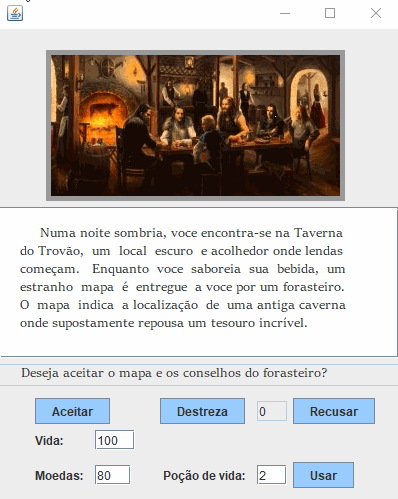 Numa noite sombria, voce encontra-se na Taverna
do Trovão, um local escuro e acolhedor onde lendas
começam. Enquanto voce saboreia sua bebida, um
estranho mapa é entregue a voce por um forasteiro.
O mapa indica a localização de uma antiga caverna
onde supostamente repousa um tesouro incrível.
Deseja aceitar o mapa e os conselhos do forasteiro?
Aceitar Destreza 0 Recusar
Vida: 100
Moedas: 80 Poção de vida: 2 Usar